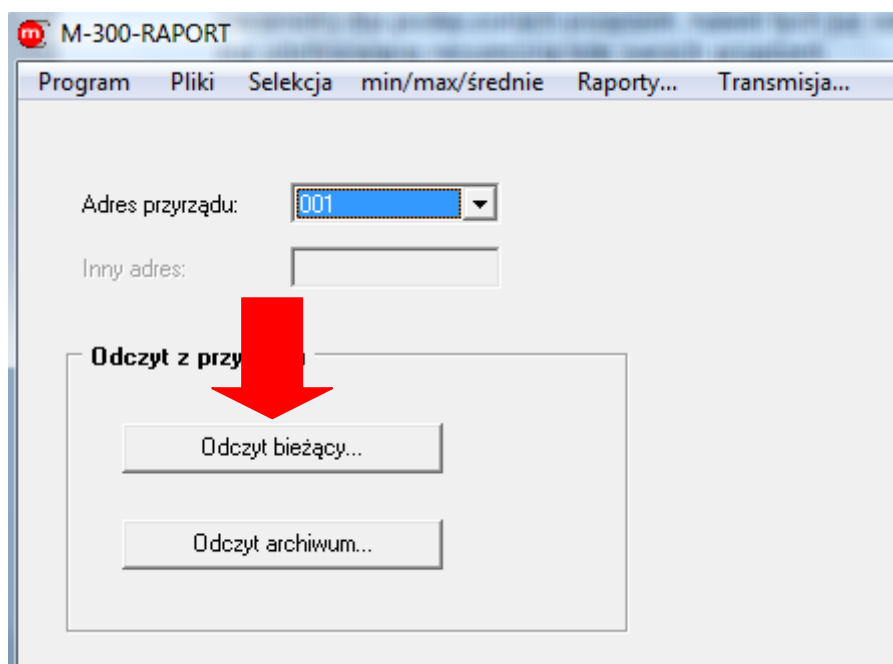 M-300-RAPORT
Program Pliki Selekcja min/max/średnie Raporty... Transmisja...
Adres przyrządu: 001
Inny adres:
Odczyt z
Odczyt bieżący...
Odczyt archiwum...